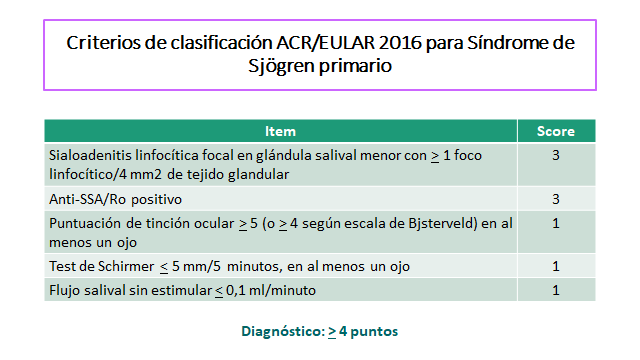 Criterios de clasificación ACR/EULAR 2016 para Síndrome de
Sjögren primario
Item Score
Sialoadenitis linfocítica focal en glándula salival menor con ≥ 1 foco
linfocítico/4 mm2 de tejido glandular 3
Anti-SSA/Ro positivo 3
Puntuación de tinción ocular ≥ 5 (o ≥ 4 según escala de Bjsterveld) en al
menos un ojo 1
Test de Schirmer ≤ 5 mm/5 minutos, en al menos un ojo 1
Flujo salival sin estimular ≤ 0,1 ml/minuto 1
Diagnóstico: ≥ 4 puntos